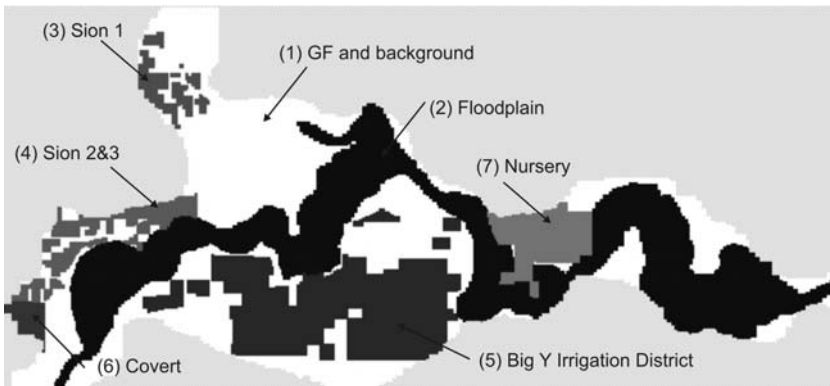 (3) Sion 1
(1) GF and background
(2) Floodplain
(4) Sion 2&3
(7) Nursery
(5) Big Y Irrigation District
(6) Covert